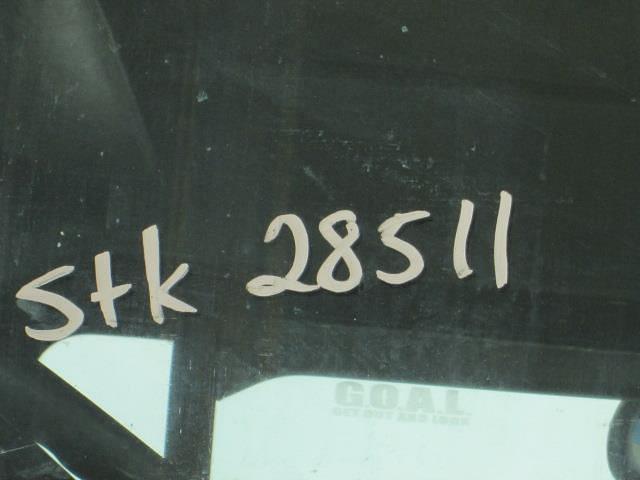 Stk 28511
G.O.A.L.
GET OUT AND LOOK